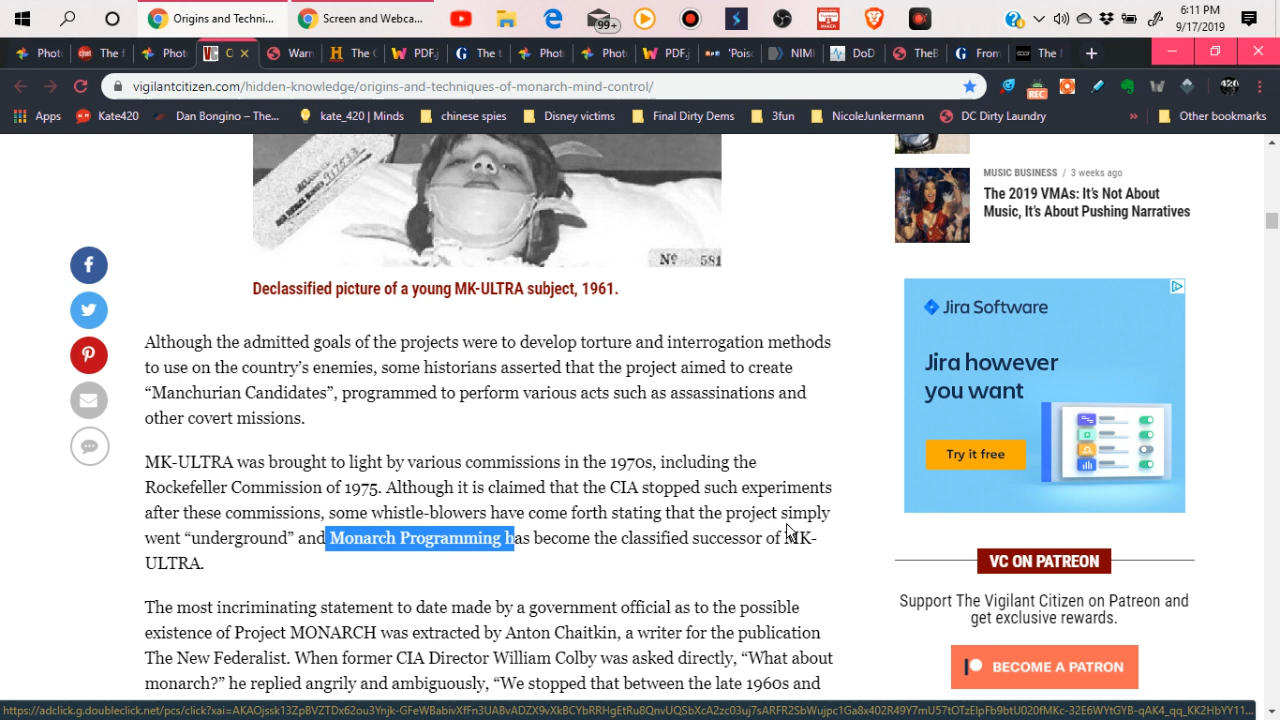 Origins and Techni...
Screen and Webca...
99+
6:11 PM
9/17/2019
Photo
The f
Photo
VC
C
Warn
The C
PDF.j
The t
Photo
Photo
PDF.j
'Poiso
NIMI
DoD
TheB
From
The
vigilantcitizen.com/hidden-knowledge/origins-and-techniques-of-monarch-mind-control/
REC
420
Apps
Kate420
Dan Bongino – The...
kate_420 | Minds
chinese spies
Disney victims
Final Dirty Dems
3fun
NicoleJunkermann
DC Dirty Laundry
»
Other bookmarks
Nº 581
Declassified picture of a young MK-ULTRA subject, 1961.
Although the admitted goals of the projects were to develop torture and interrogation methods
to use on the country's enemies, some historians asserted that the project aimed to create
“Manchurian Candidates”, programmed to perform various acts such as assassinations and
other covert missions.
MK-ULTRA was brought to light by various commissions in the 1970s, including the
Rockefeller Commission of 1975. Although it is claimed that the CIA stopped such experiments
after these commissions, some whistle-blowers have come forth stating that the project simply
went “underground” and Monarch Programming has become the classified successor of MK-
ULTRA.
The most incriminating statement to date made by a government official as to the possible
existence of Project MONARCH was extracted by Anton Chaitkin, a writer for the publication
The New Federalist. When former CIA Director William Colby was asked directly, “What about
monarch?” he replied angrily and ambiguously, “We stopped that between the late 1960s and
MUSIC BUSINESS / 3 weeks ago
The 2019 VMAs: It's Not About
Music, It's About Pushing Narratives
Jira Software
Jira however
you want
Try it free
VC ON PATREON
Support The Vigilant Citizen on Patreon and
get exclusive rewards.
BECOME A PATRON